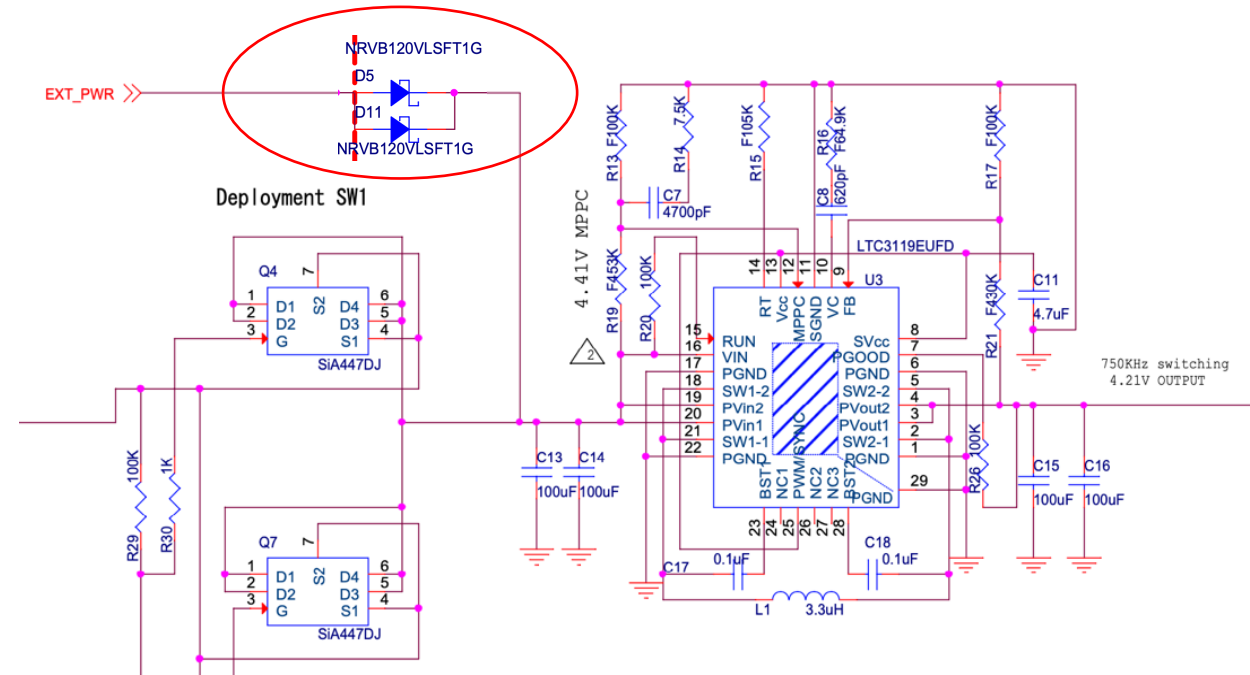 NRVB120VLSFT1G
D5
EXT_PWR
D11
NRVB120VLSFT1G
Deployment SW1
4.41V MPPC
2
R13 F100K
R14 7.5K
C7
4700pF
R15 F105K
R16 F64.9K
C8 620pF
R17 F100K
LTC3119EUFD
U3
R19 F453K
R20 100K
R21 F430K
C11
4.7uF
14 13 12 11 10 9
RT Vcc MPPC SGND VC FB
15 RUN
16 VIN
17 PGND
18 SW1-2
19 PVin2
20 PVin1
21 SW1-1
22 PGND
SVcc 8
PGOOD 7
PGND 6
SW2-2 5
PVout2 4
PVout1 3
SW2-1 2
PGND 1
PGND 29
BST1 NC1 PWM/SYNC NC2 NC3 BST2
23 24 25 26 27 28
750KHz switching
4.21V OUTPUT
Q4
7
1 D1 S2 D4 6
2 D2 D3 5
3 G S1 4
SiA447DJ
R29 100K
R30 1K
Q7
7
1 D1 S2 D4 6
2 D2 D3 5
3 G S1 4
SiA447DJ
C13
100uF
C14
100uF
R26 100K
C15
100uF
C16
100uF
C17
0.1uF
C18
0.1uF
L1 3.3uH